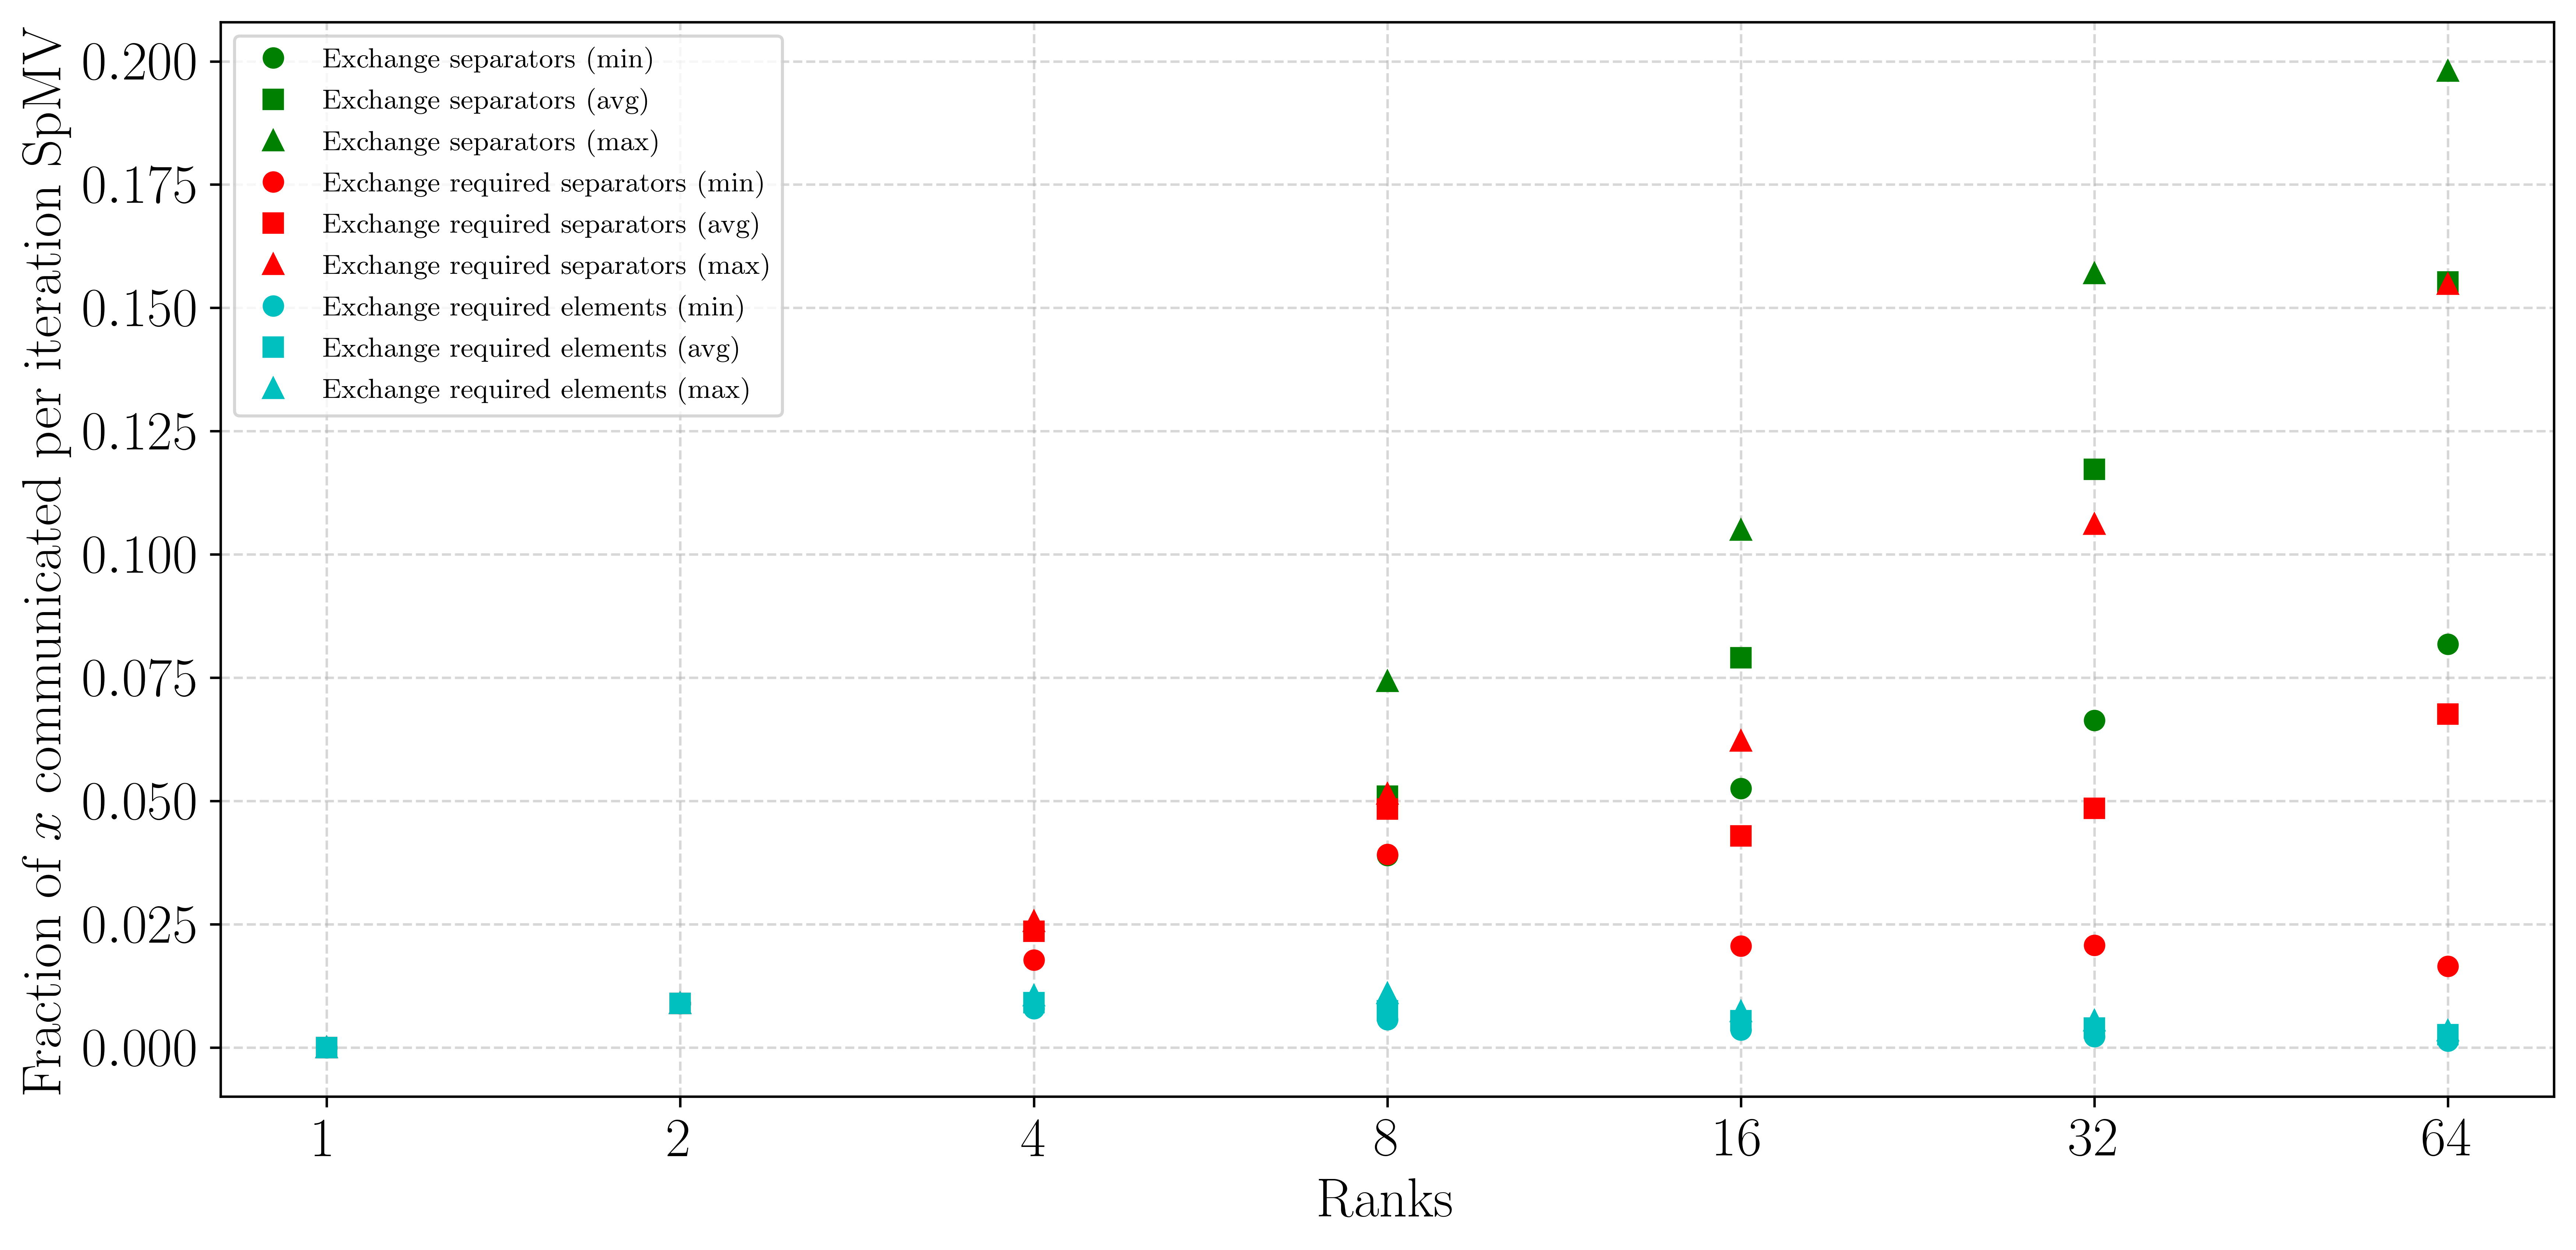 Fraction of x communicated per iteration SpMV
0.200
0.175
0.150
0.125
0.100
0.075
0.050
0.025
0.000
Exchange separators (min)
Exchange separators (avg)
Exchange separators (max)
Exchange required separators (min)
Exchange required separators (avg)
Exchange required separators (max)
Exchange required elements (min)
Exchange required elements (avg)
Exchange required elements (max)
1 2 4 8 16 32 64
Ranks